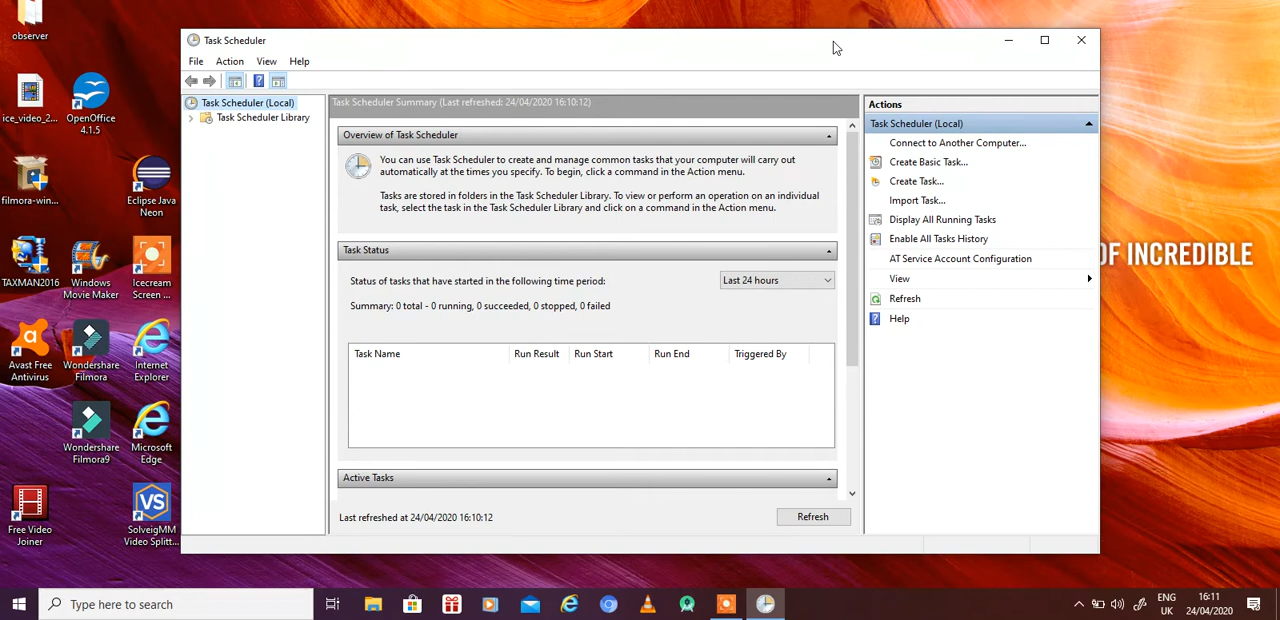 observer
ice_video_2...
OpenOffice
4.1.5
filmora-win...
Eclipse Java
Neon
TAXMAN2016
Windows
Movie Maker
Icecream
Screen ...
Avast Free
Antivirus
Wondershare
Filmora
Internet
Explorer
Wondershare
Filmora9
Microsoft
Edge
Free Video
Joiner
SolveigMM
Video Splitt...
Task Scheduler
File Action View Help
Task Scheduler (Local)
Task Scheduler Library
Task Scheduler Summary (Last refreshed: 24/04/2020 16:10:12)
Overview of Task Scheduler
You can use Task Scheduler to create and manage common tasks that your computer will carry out
automatically at the times you specify. To begin, click a command in the Action menu.
Tasks are stored in folders in the Task Scheduler Library. To view or perform an operation on an individual
task, select the task in the Task Scheduler Library and click on a command in the Action menu.
Task Status
Status of tasks that have started in the following time period: Last 24 hours
Summary: 0 total - 0 running, 0 succeeded, 0 stopped, 0 failed
Task Name Run Result Run Start Run End Triggered By
Active Tasks
Last refreshed at 24/04/2020 16:10:12 Refresh
Actions
Task Scheduler (Local)
Connect to Another Computer...
Create Basic Task...
Create Task...
Import Task...
Display All Running Tasks
Enable All Tasks History
AT Service Account Configuration
View
Refresh
Help
OF INCREDIBLE
Type here to search
ENG
UK
16:11
24/04/2020